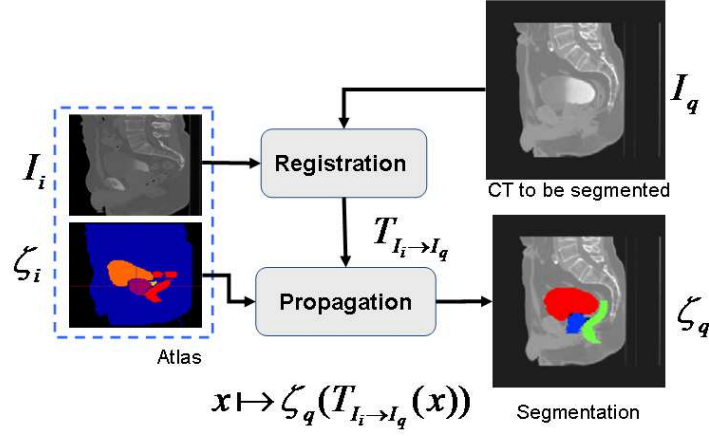 I_q
CT to be segmented
I_i
Registration
T_{I_i→I_q}
ζ_i
Propagation
ζ_q
Atlas
x ↦ ζ_q(T_{I_i→I_q}(x))
Segmentation